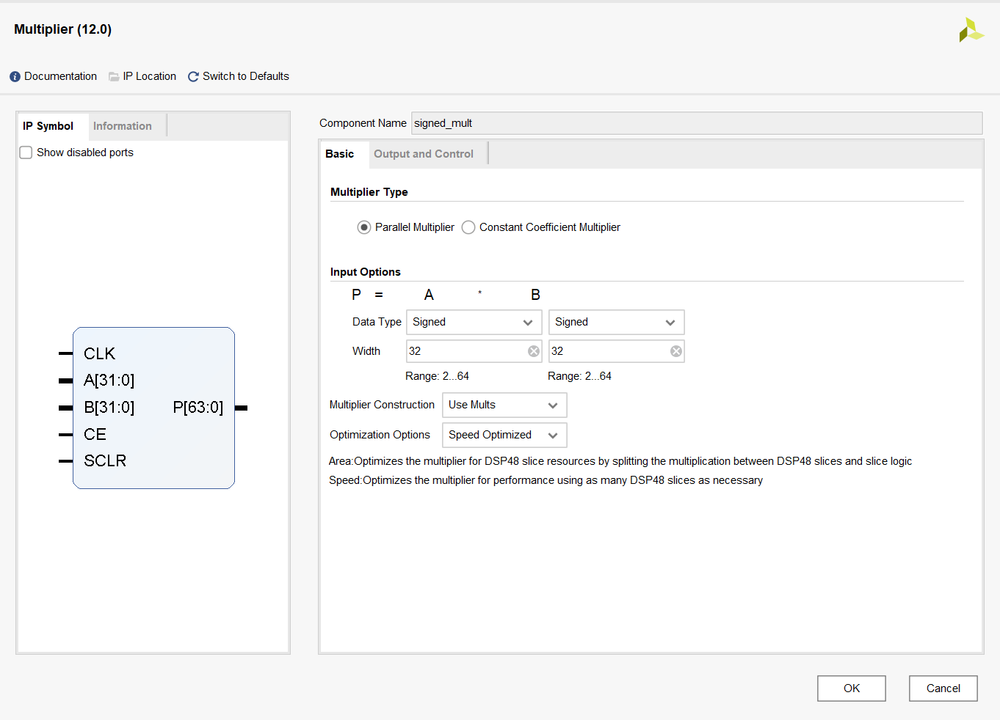 Multiplier (12.0)
Documentation IP Location Switch to Defaults
IP Symbol Information
Show disabled ports
CLK
A[31:0]
B[31:0] P[63:0]
CE
SCLR
Component Name signed_mult
Basic Output and Control
Multiplier Type
Parallel Multiplier Constant Coefficient Multiplier
Input Options
P = A * B
Data Type Signed Signed
Width 32 32
Range: 2...64 Range: 2...64
Multiplier Construction Use Mults
Optimization Options Speed Optimized
Area:Optimizes the multiplier for DSP48 slice resources by splitting the multiplication between DSP48 slices and slice logic
Speed:Optimizes the multiplier for performance using as many DSP48 slices as necessary
OK Cancel